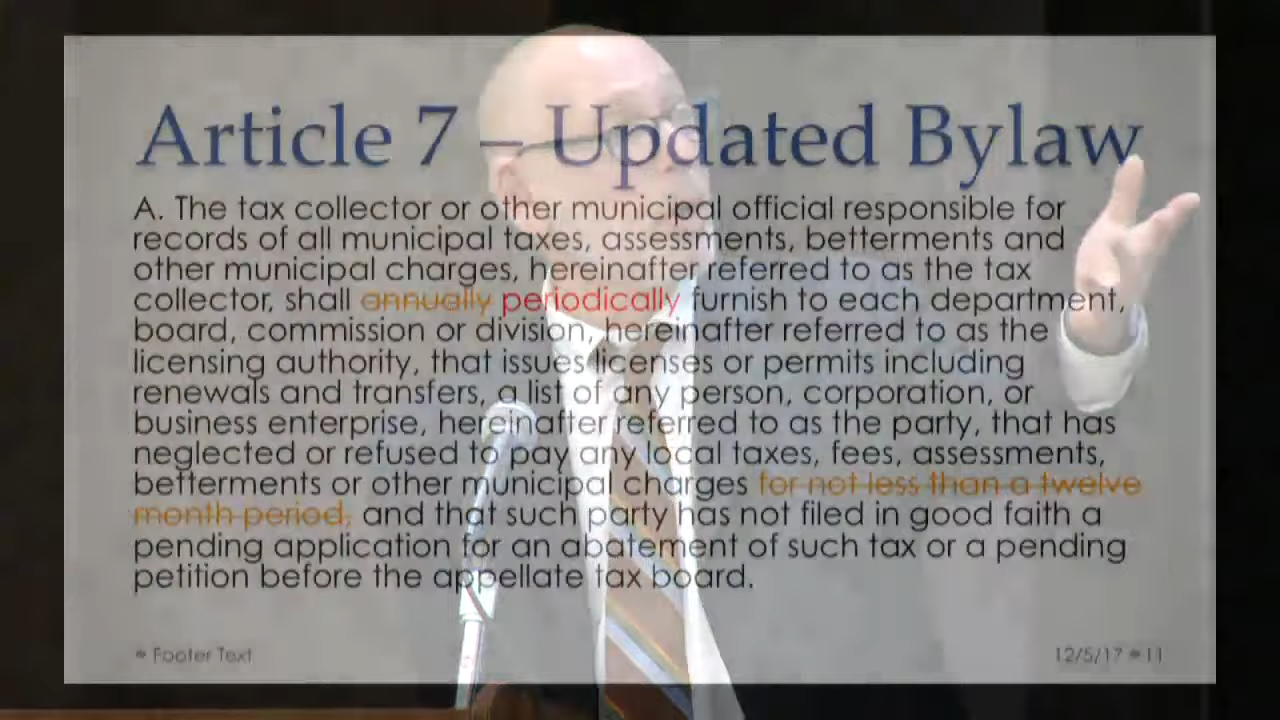 Article 7 – Updated Bylaw
A. The tax collector or other municipal official responsible for
records of all municipal taxes, assessments, betterments and
other municipal charges, hereinafter referred to as the tax
collector, shall annually periodically furnish to each department,
board, commission or division, hereinafter referred to as the
licensing authority, that issues licenses or permits including
renewals and transfers, a list of any person, corporation, or
business enterprise, hereinafter referred to as the party, that has
neglected or refused to pay any local taxes, fees, assessments,
betterments or other municipal charges for not less than a twelve
month period, and that such party has not filed in good faith a
pending application for an abatement of such tax or a pending
petition before the appellate tax board.
Footer Text
12/5/17 11